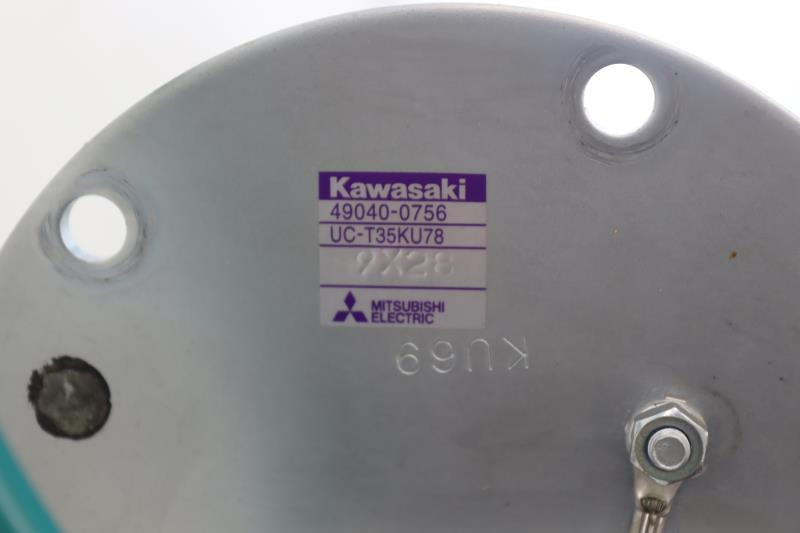 Kawasaki
49040-0756
UC-T35KU78
9X28
MITSUBISHI
ELECTRIC
KU69